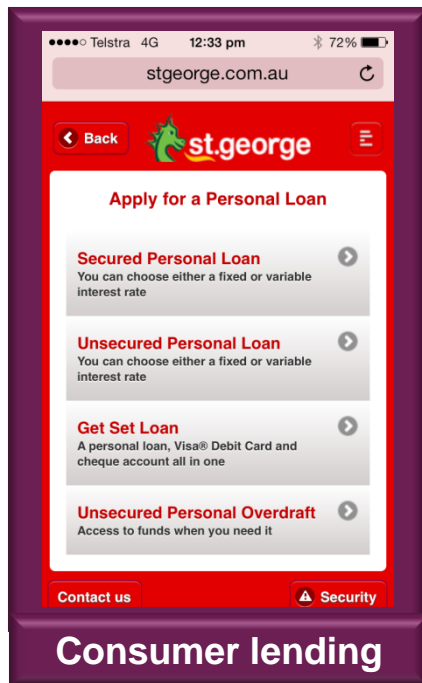 Telstra 4G 12:33 pm 72%
stgeorge.com.au
Back
st.george
Apply for a Personal Loan
Secured Personal Loan
You can choose either a fixed or variable
interest rate
Unsecured Personal Loan
You can choose either a fixed or variable
interest rate
Get Set Loan
A personal loan, Visa® Debit Card and
cheque account all in one
Unsecured Personal Overdraft
Access to funds when you need it
Contact us
Security
Consumer lending